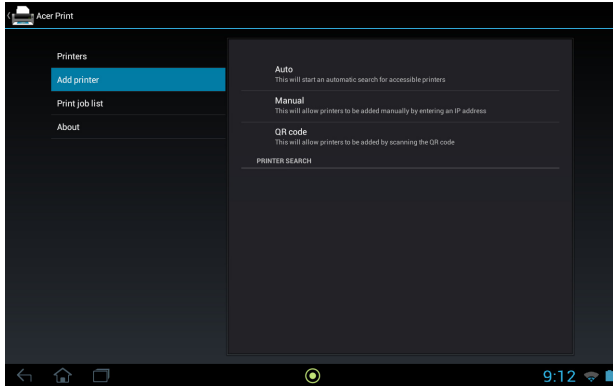 Acer Print
Printers
Add printer
Print job list
About
Auto
This will start an automatic search for accessible printers
Manual
This will allow printers to be added manually by entering an IP address
QR code
This will allow printers to be added by scanning the QR code
PRINTER SEARCH
9:12